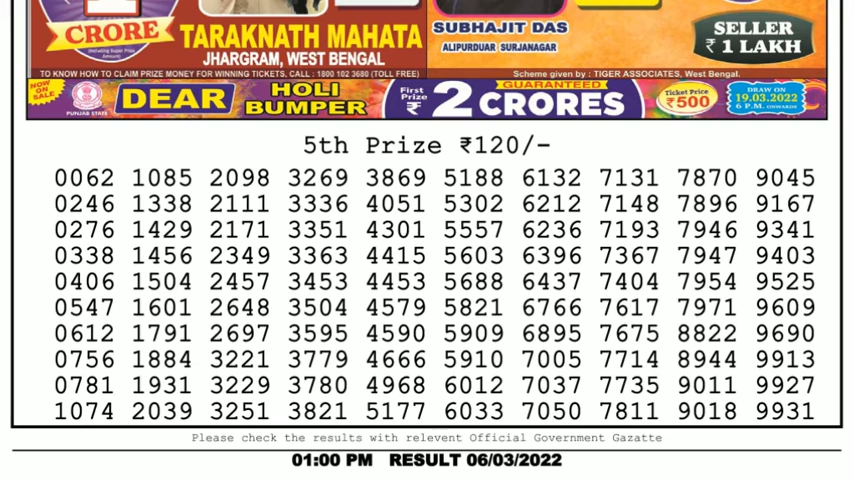 1
CRORE
(Including Super Prize Amount)
TARAKNATH MAHATA
JHARGRAM, WEST BENGAL
SUBHAJIT DAS
ALIPURDUAR SURJANAGAR
SELLER
₹ 1 LAKH
TO KNOW HOW TO CLAIM PRIZE MONEY FOR WINNING TICKETS, CALL : 1800 102 3680 (TOLL FREE)
Scheme given by : TIGER ASSOCIATES, West Bengal.
NOW ON SALE
PUNJAB STATE
DEAR
HOLI
BUMPER
First Prize ₹
GUARANTEED
2 CRORES
Ticket Price
₹500
DRAW ON
19.03.2022
6 P.M. ONWARDS
5th Prize ₹120/-
0062 1085 2098 3269 3869 5188 6132 7131 7870 9045
0246 1338 2111 3336 4051 5302 6212 7148 7896 9167
0276 1429 2171 3351 4301 5557 6236 7193 7946 9341
0338 1456 2349 3363 4415 5603 6396 7367 7947 9403
0406 1504 2457 3453 4453 5688 6437 7404 7954 9525
0547 1601 2648 3504 4579 5821 6766 7617 7971 9609
0612 1791 2697 3595 4590 5909 6895 7675 8822 9690
0756 1884 3221 3779 4666 5910 7005 7714 8944 9913
0781 1931 3229 3780 4968 6012 7037 7735 9011 9927
1074 2039 3251 3821 5177 6033 7050 7811 9018 9931
Please check the results with relevent Official Government Gazatte
01:00 PM RESULT 06/03/2022